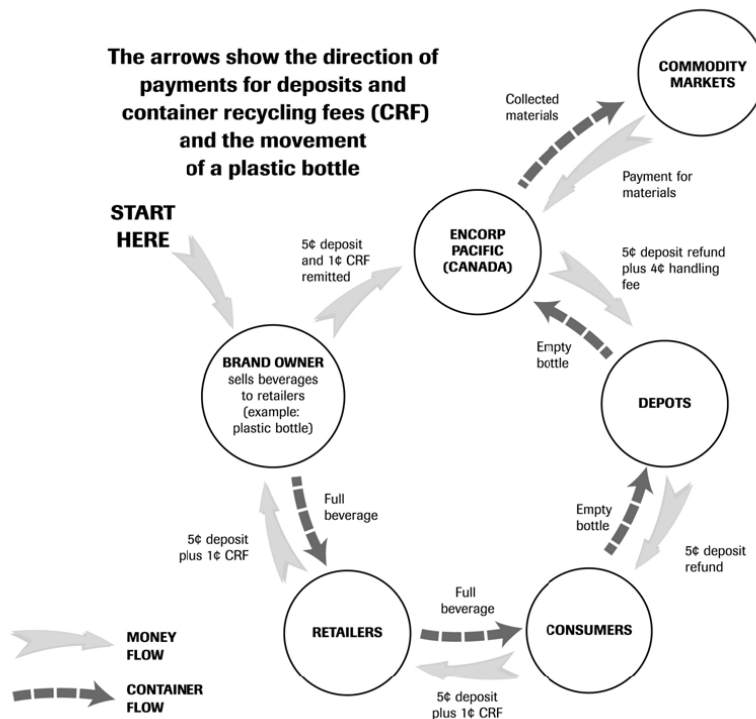 The arrows show the direction of
payments for deposits and
container recycling fees (CRF)
and the movement
of a plastic bottle
COMMODITY
MARKETS
Collected
materials
Payment for
materials
START
HERE
5¢ deposit
and 1¢ CRF
remitted
ENCORP
PACIFIC
(CANADA)
5¢ deposit refund
plus 4¢ handling
fee
Empty
bottle
BRAND OWNER
sells beverages
to retailers
(example:
plastic bottle)
DEPOTS
Full
beverage
Empty
bottle
5¢ deposit
plus 1¢ CRF
5¢ deposit
refund
RETAILERS
Full
beverage
CONSUMERS
5¢ deposit
plus 1¢ CRF
MONEY
FLOW
CONTAINER
FLOW